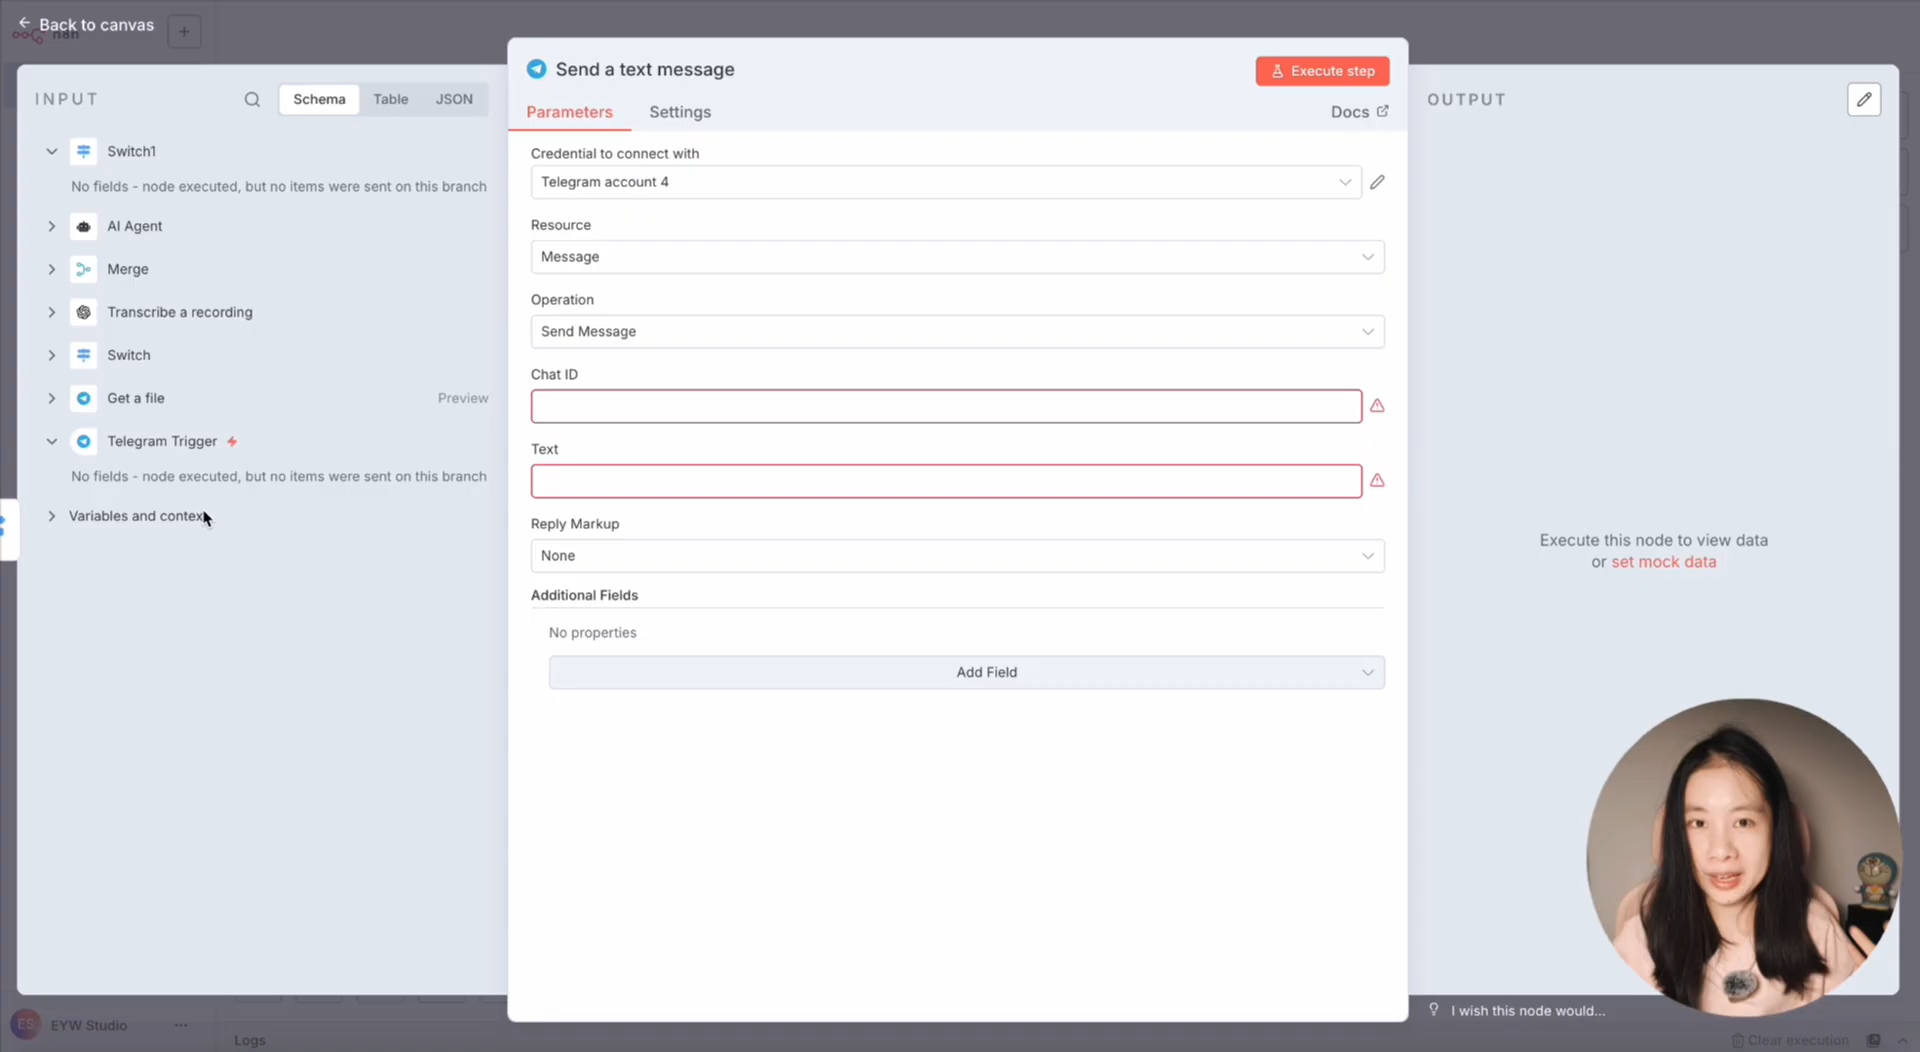 Back to canvas
n8n
INPUT
Schema
Table
JSON
Switch1
No fields - node executed, but no items were sent on this branch
AI Agent
Merge
Transcribe a recording
Switch
Get a file
Preview
Telegram Trigger
No fields - node executed, but no items were sent on this branch
Variables and context
Send a text message
Execute step
Parameters
Settings
Docs
Credential to connect with
Telegram account 4
Resource
Message
Operation
Send Message
Chat ID
Text
Reply Markup
None
Additional Fields
No properties
Add Field
OUTPUT
Execute this node to view data
or set mock data
I wish this node would...
ES
EYW Studio
Logs
Clear execution